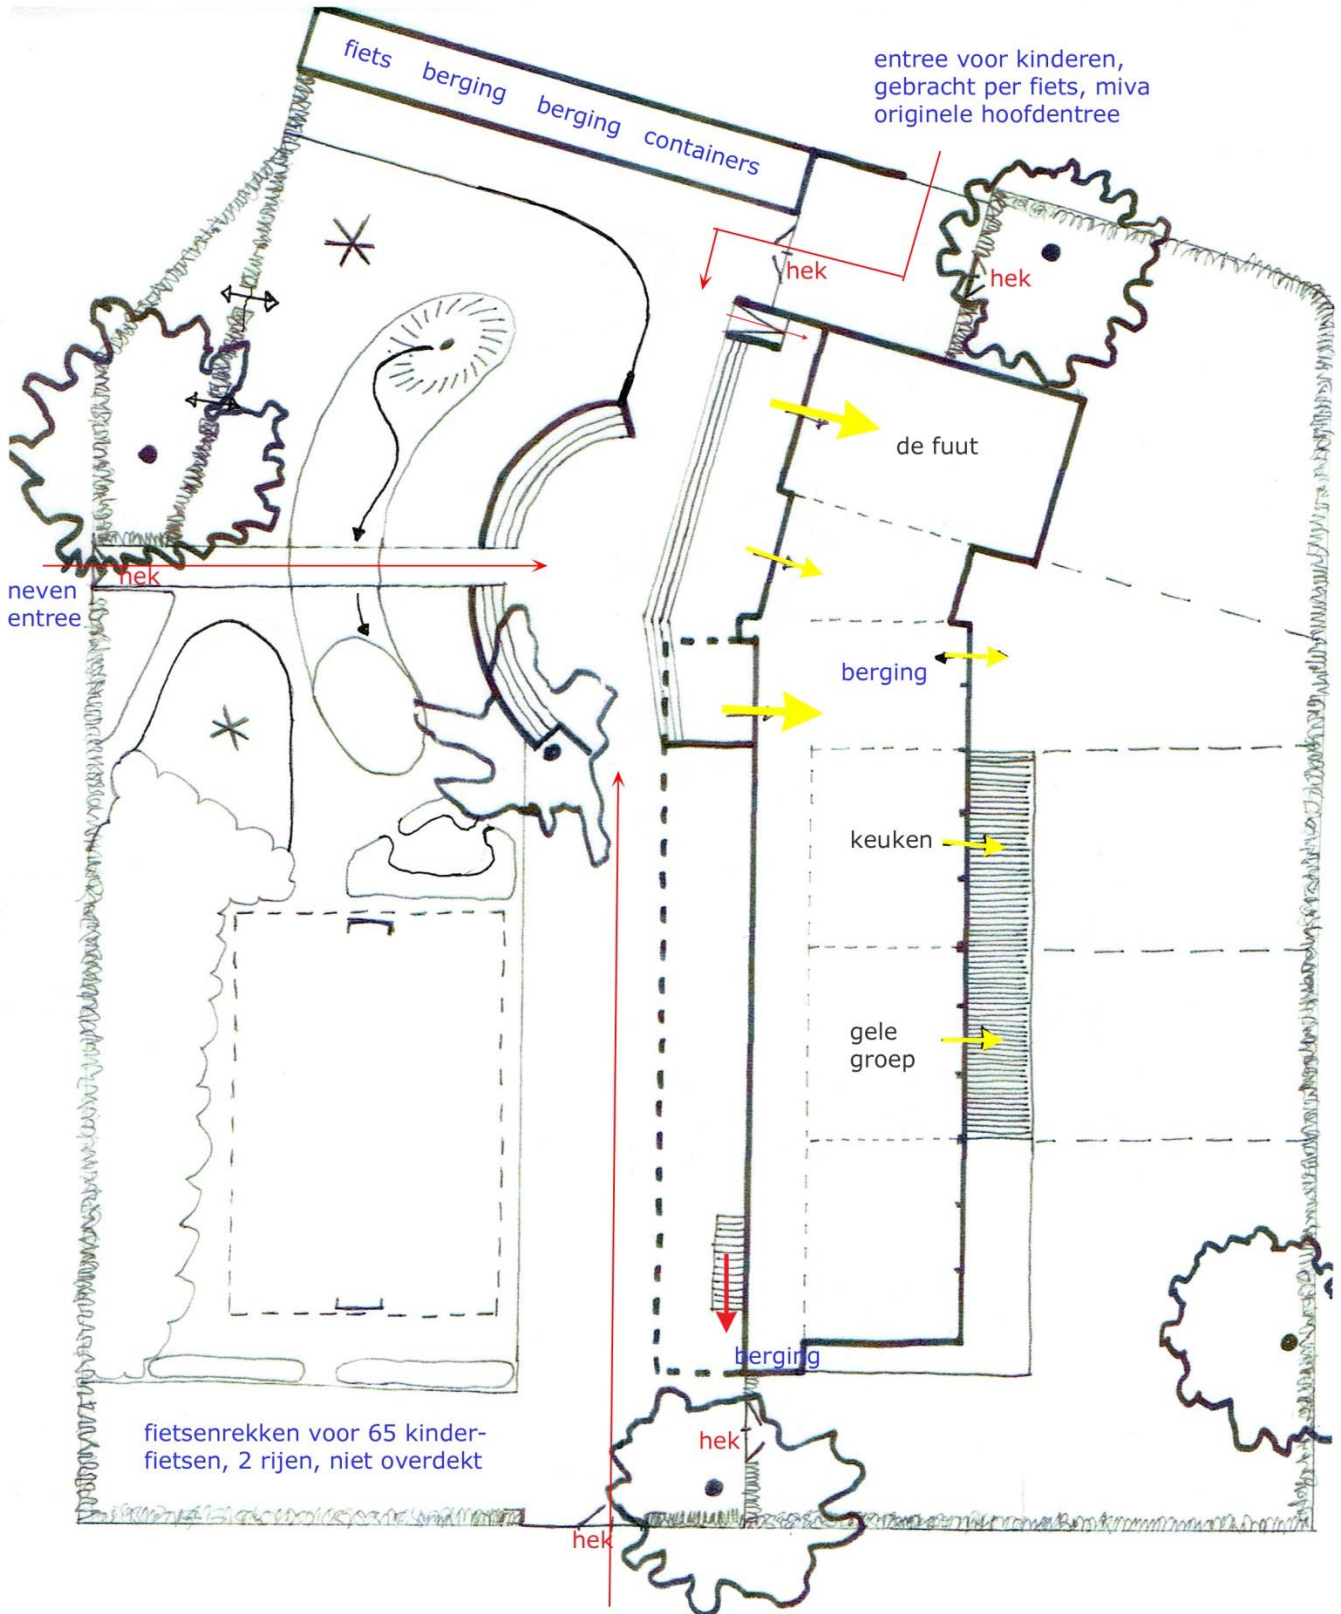 fiets berging berging containers
entree voor kinderen,
gebracht per fiets, miva
originele hoofdentree
hek
hek
de fuut
hek
neven
entree
berging
keuken
gele
groep
berging
fietsenrekken voor 65 kinder-
fietsen, 2 rijen, niet overdekt
hek
hek